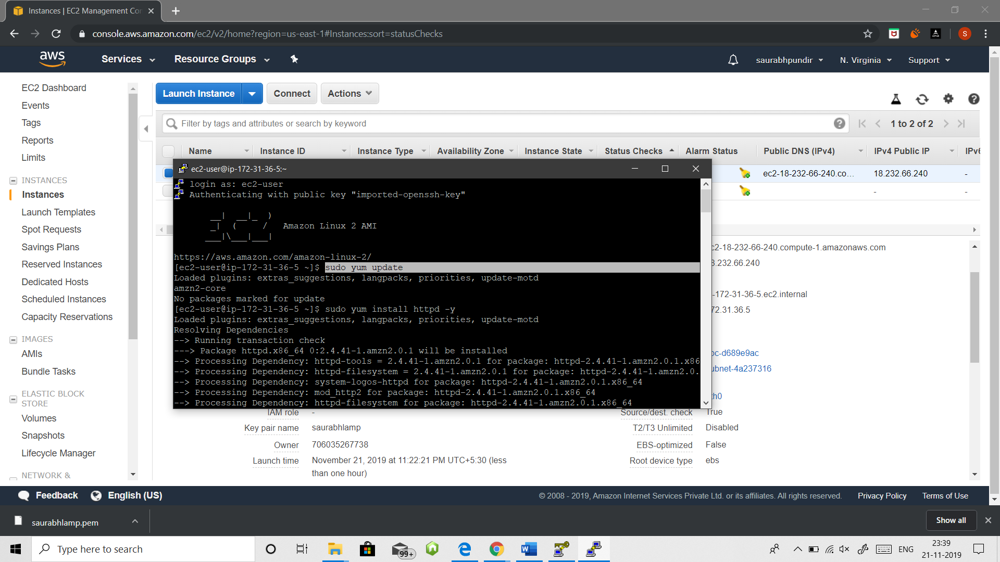 Instances | EC2 Management Con
console.aws.amazon.com/ec2/v2/home?region=us-east-1#Instances:sort=statusChecks
S
aws
Services
Resource Groups
saurabhpundir
N. Virginia
Support
EC2 Dashboard
Events
Tags
Reports
Limits
INSTANCES
Instances
Launch Templates
Spot Requests
Savings Plans
Reserved Instances
Dedicated Hosts
Scheduled Instances
Capacity Reservations
IMAGES
AMIs
Bundle Tasks
ELASTIC BLOCK
STORE
Volumes
Snapshots
Lifecycle Manager
NETWORK &
Launch Instance
Connect
Actions
Filter by tags and attributes or search by keyword
1 to 2 of 2
Name
Instance ID
Instance Type
Availability Zone
Instance State
Status Checks
Alarm Status
Public DNS (IPv4)
IPv4 Public IP
IPv6
ec2-18-232-66-240.co...
18.232.66.240
-
-
-
ec2-user@ip-172-31-36-5:~
login as: ec2-user
Authenticating with public key "imported-openssh-key"
__|  __|_  )
_|  (     /   Amazon Linux 2 AMI
___|\___|___|
https://aws.amazon.com/amazon-linux-2/
[ec2-user@ip-172-31-36-5 ~]$ sudo yum update
Loaded plugins: extras_suggestions, langpacks, priorities, update-motd
amzn2-core
No packages marked for update
[ec2-user@ip-172-31-36-5 ~]$ sudo yum install httpd -y
Loaded plugins: extras_suggestions, langpacks, priorities, update-motd
Resolving Dependencies
--> Running transaction check
---> Package httpd.x86_64 0:2.4.41-1.amzn2.0.1 will be installed
--> Processing Dependency: httpd-tools = 2.4.41-1.amzn2.0.1 for package: httpd-2.4.41-1.amzn2.0.1.x86
--> Processing Dependency: httpd-filesystem = 2.4.41-1.amzn2.0.1 for package: httpd-2.4.41-1.amzn2.0.
--> Processing Dependency: system-logos-httpd for package: httpd-2.4.41-1.amzn2.0.1.x86_64
--> Processing Dependency: mod_http2 for package: httpd-2.4.41-1.amzn2.0.1.x86_64
--> Processing Dependency: httpd-filesystem for package: httpd-2.4.41-1.amzn2.0.1.x86_64
c2-18-232-66-240.compute-1.amazonaws.com
8.232.66.240
-172-31-36-5.ec2.internal
72.31.36.5
pc-d689e9ac
ubnet-4a237316
th0
IAM role -
Source/dest. check True
Key pair name saurabhlamp
T2/T3 Unlimited Disabled
Owner 706035267738
EBS-optimized False
Launch time November 21, 2019 at 11:22:21 PM UTC+5:30 (less
than one hour)
Root device type ebs
Feedback
English (US)
© 2008 - 2019, Amazon Internet Services Private Ltd. or its affiliates. All rights reserved.
Privacy Policy
Terms of Use
saurabhlamp.pem
Show all
Type here to search
99+
ENG
23:39
21-11-2019